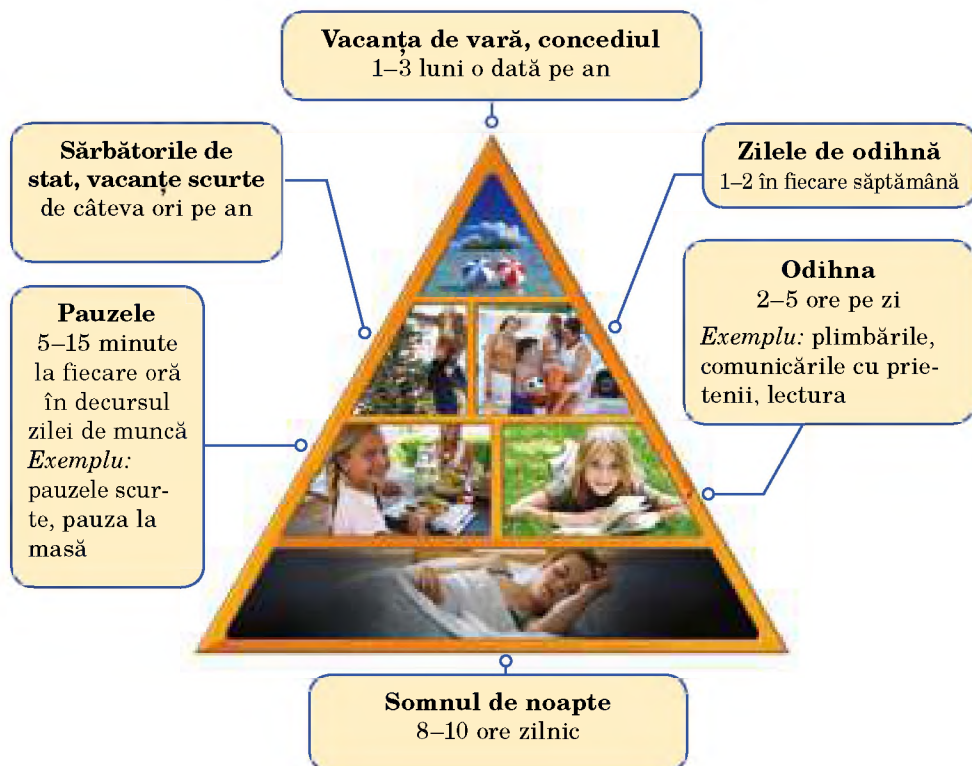 Vacanța de vară, concediul
1–3 luni o dată pe an
Sărbătorile de
stat, vacanțe scurte
de câteva ori pe an
Zilele de odihnă
1–2 în fiecare săptămână
Pauzele
5–15 minute
la fiecare oră
în decursul
zilei de muncă
Exemplu:
pauzele scur-
te, pauza la
masă
Odihna
2–5 ore pe zi
Exemplu: plimbările,
comunicările cu prie-
tenii, lectura
Somnul de noapte
8–10 ore zilnic